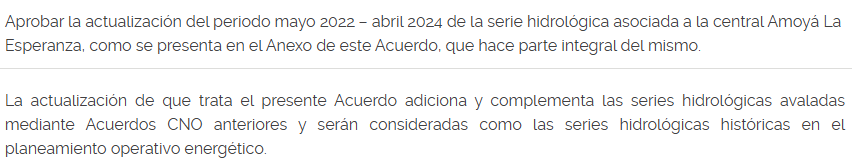 Aprobar la actualización del periodo mayo 2022 – abril 2024 de la serie hidrológica asociada a la central Amoyá La
Esperanza, como se presenta en el Anexo de este Acuerdo, que hace parte integral del mismo.
La actualización de que trata el presente Acuerdo adiciona y complementa las series hidrológicas avaladas
mediante Acuerdos CNO anteriores y serán consideradas como las series hidrológicas históricas en el
planeamiento operativo energético.